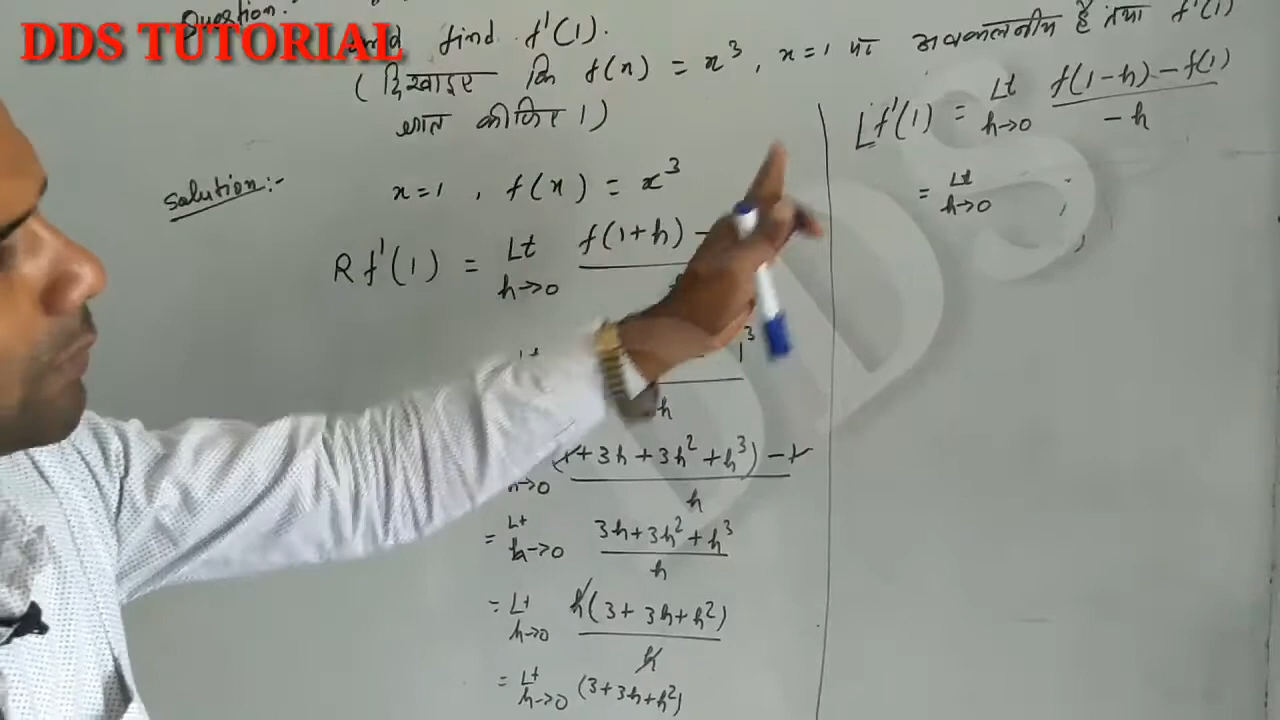 Question:
DDS TUTORIAL
and find f'(1).
(दिखाइए कि f(x) = x³, x=1 पर अवकलनीय है तथा f'(1)
ज्ञात कीजिए।)
Solution:-
x=1, f(x) = x³
Rf'(1) = Lt h→0 f(1+h) -
1³
h
h→0 (1+3h+3h²+h³)-1 / h
= Lt h→0 3h+3h²+h³ / h
= Lt h→0 h(3+3h+h²) / h
= Lt h→0 (3+3h+h²)
Lf'(1) = Lt h→0 f(1-h)-f(1) / -h
= Lt h→0